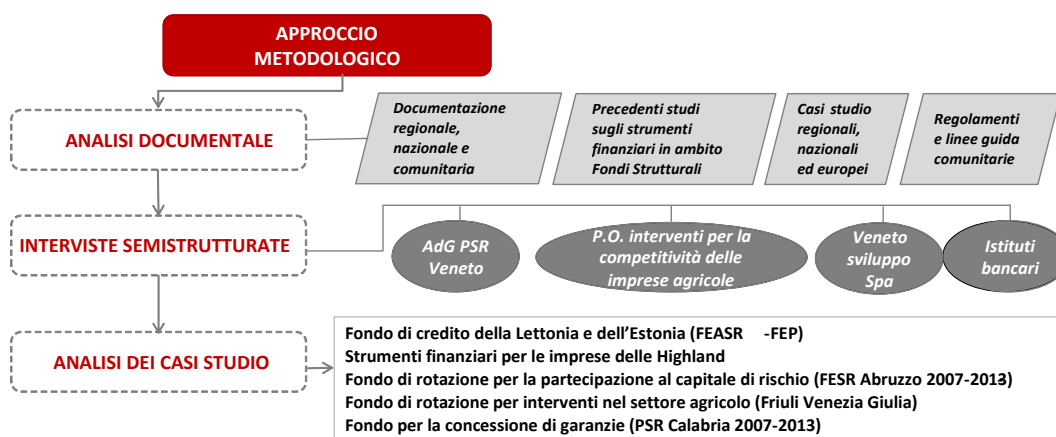 APPROCCIO
METODOLOGICO
ANALISI DOCUMENTALE
Documentazione
regionale,
nazionale e
comunitaria
Precedenti studi
sugli strumenti
finanziari in ambito
Fondi Strutturali
Casi studio
regionali,
nazionali
ed europei
Regolamenti
e linee guida
comunitarie
INTERVISTE SEMISTRUTTURATE
AdG PSR
Veneto
P.O. interventi per la
competitività delle
imprese agricole
Veneto
sviluppo
Spa
Istituti
bancari
ANALISI DEI CASI STUDIO
Fondo di credito della Lettonia e dell'Estonia (FEASR -FEP)
Strumenti finanziari per le imprese delle Highland
Fondo di rotazione per la partecipazione al capitale di rischio (FESR Abruzzo 2007-2013)
Fondo di rotazione per interventi nel settore agricolo (Friuli Venezia Giulia)
Fondo per la concessione di garanzie (PSR Calabria 2007-2013)